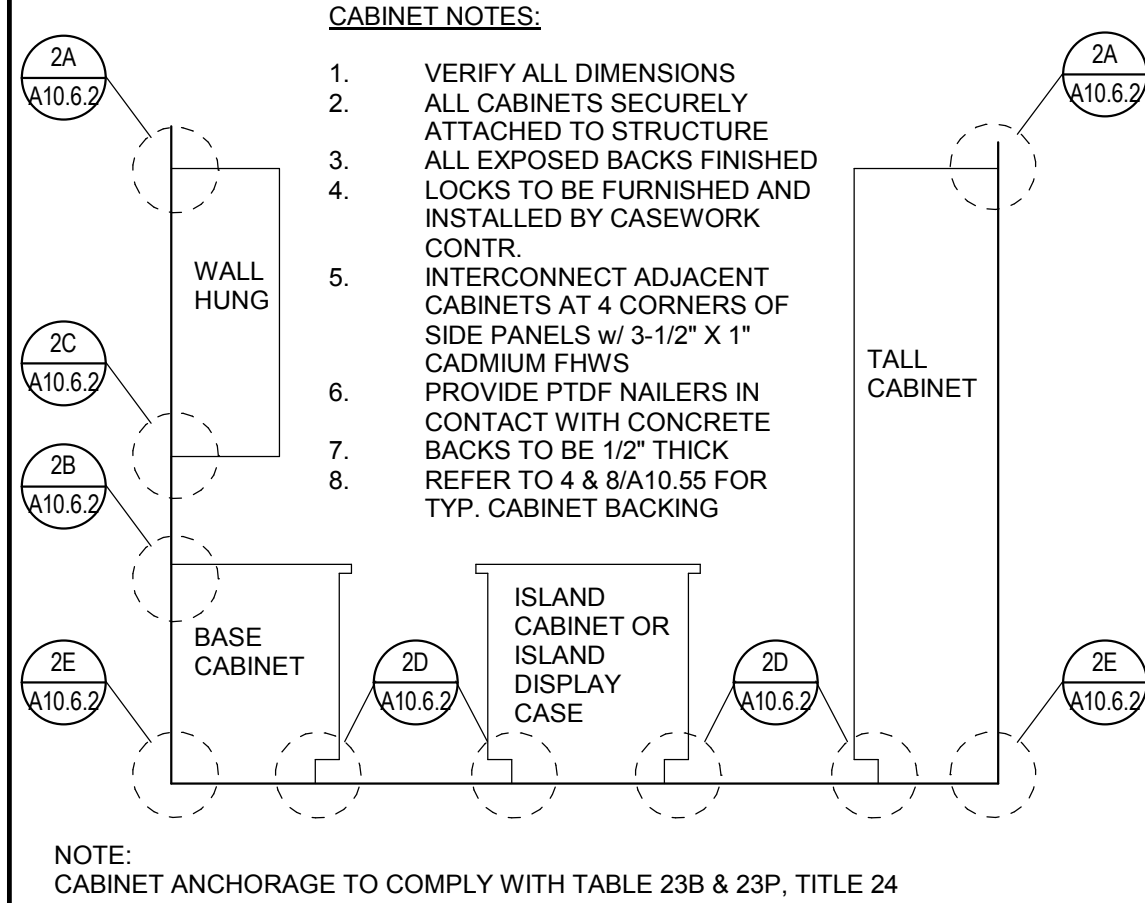 CABINET NOTES:
1. VERIFY ALL DIMENSIONS
2. ALL CABINETS SECURELY
ATTACHED TO STRUCTURE
3. ALL EXPOSED BACKS FINISHED
4. LOCKS TO BE FURNISHED AND
INSTALLED BY CASEWORK
CONTR.
5. INTERCONNECT ADJACENT
CABINETS AT 4 CORNERS OF
SIDE PANELS w/ 3-1/2" X 1"
CADMIUM FHWS
6. PROVIDE PTDF NAILERS IN
CONTACT WITH CONCRETE
7. BACKS TO BE 1/2" THICK
8. REFER TO 4 & 8/A10.55 FOR
TYP. CABINET BACKING
2A
A10.6.2
2A
A10.6.2
WALL
HUNG
2C
A10.6.2
TALL
CABINET
2B
A10.6.2
BASE
CABINET
ISLAND
CABINET OR
ISLAND
DISPLAY
CASE
2E
A10.6.2
2D
A10.6.2
2D
A10.6.2
2E
A10.6.2
NOTE:
CABINET ANCHORAGE TO COMPLY WITH TABLE 23B & 23P, TITLE 24